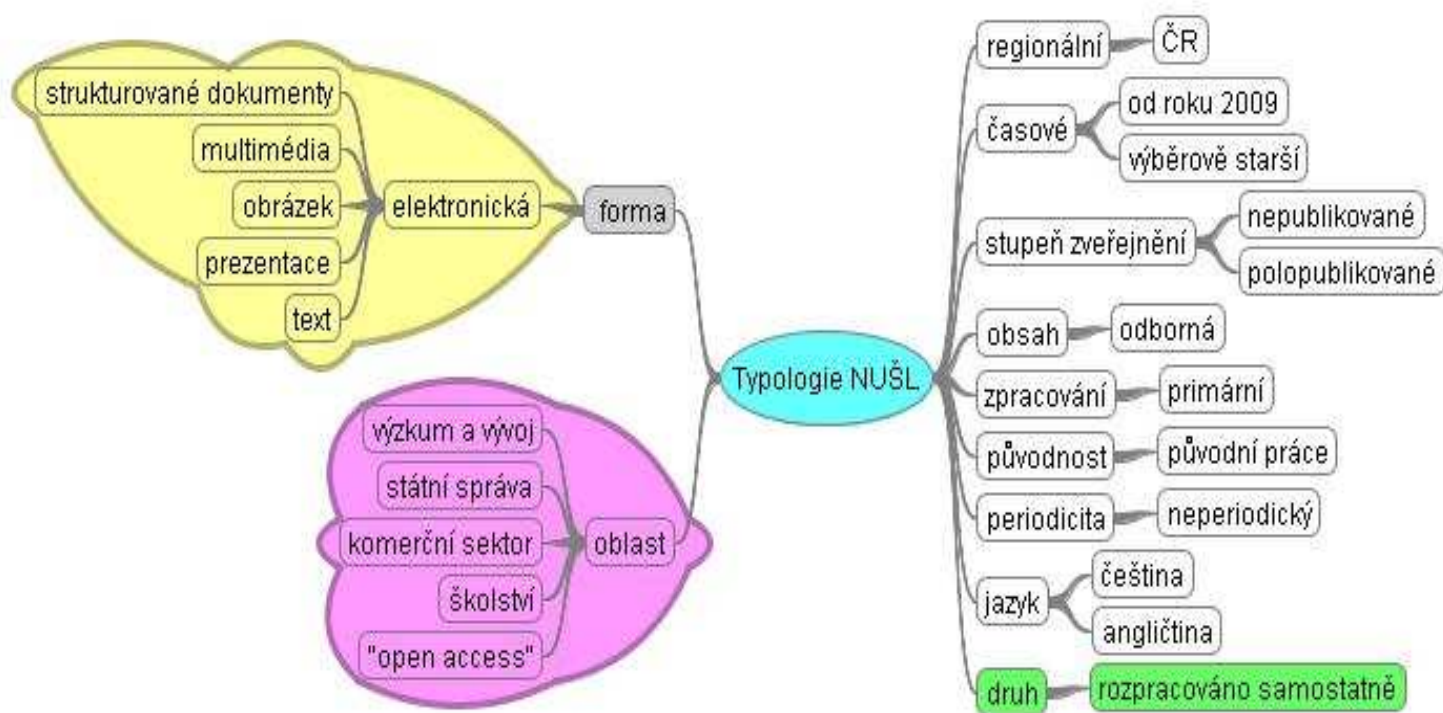 strukturované dokumenty
multimédia
obrázek
prezentace
text
elektronická
forma
výzkum a vývoj
státní správa
komerční sektor
školství
"open access"
oblast
Typologie NUŠL
regionální
ČR
časové
od roku 2009
výběrově starší
stupeň zveřejnění
nepublikované
polopublikované
obsah
odborná
zpracování
primární
původnost
původní práce
periodicita
neperiodický
jazyk
čeština
angličtina
druh
rozpracováno samostatně